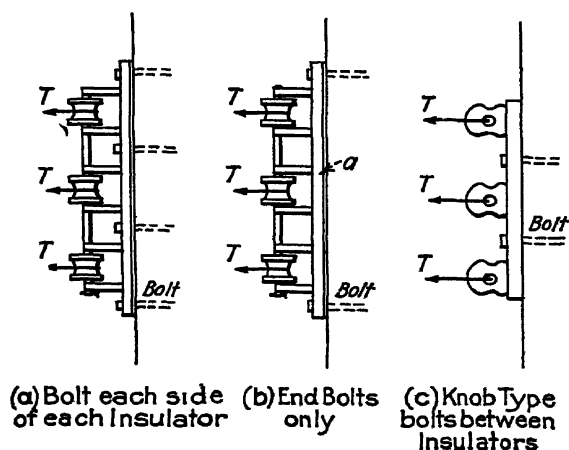 T
T
T
Bolt
T
T
T
a
Bolt
T
T
T
Bolt
(a) Bolt each side
of each Insulator
(b) End Bolts
only
(c) Knob Type
bolts between
Insulators